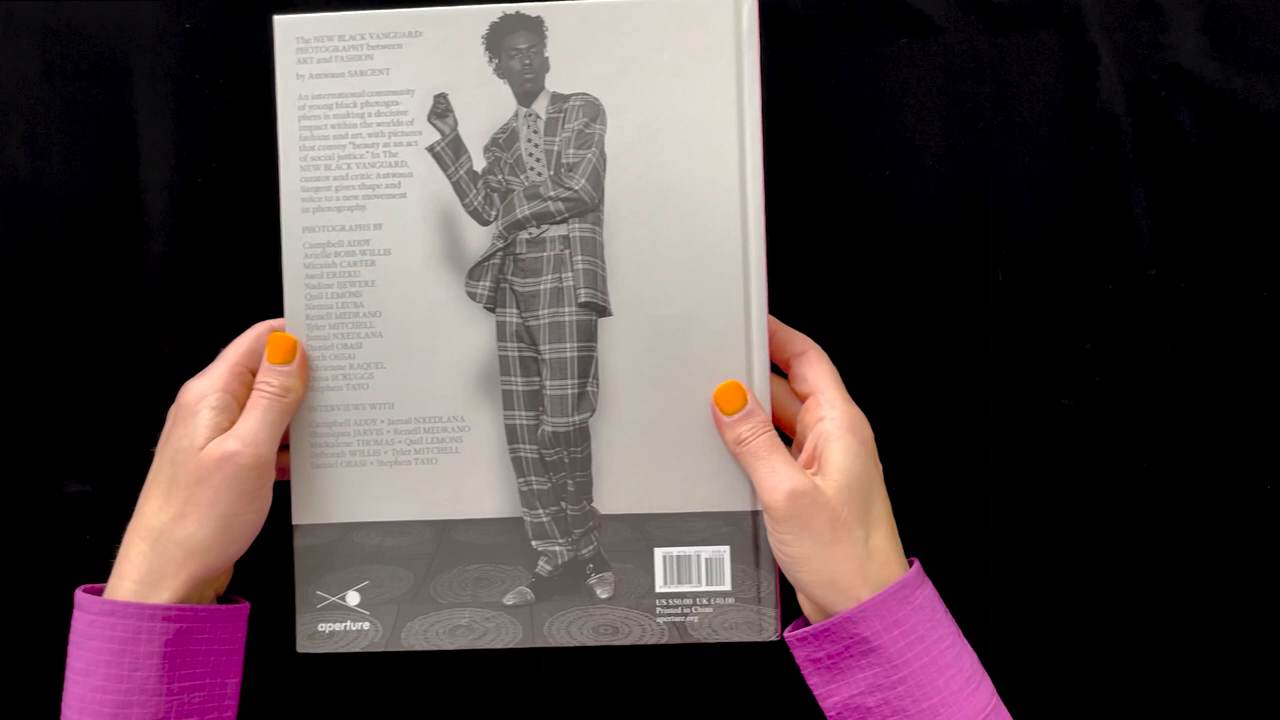 The NEW BLACK VANGUARD:
PHOTOGRAPHY between
ART and FASHION
by Antwaun SARGENT
An international community
of young black photogra-
phers is making a decisive
impact within the worlds of
fashion and art, with pictures
that convey "beauty as an act
of social justice." In The
NEW BLACK VANGUARD,
curator and critic Antwaun
Sargent gives shape and
voice to a new movement
in photography.
PHOTOGRAPHS BY
Campbell ADDY
Arielle BOBB-WILLIS
Micaiah CARTER
Awol ERIZKU
Nadine IJEWERE
Quil LEMONS
Namsa LEUBA
Renell MEDRANO
Tyler MITCHELL
Jamal NXEDLANA
Daniel OBASI
Ruth OSSAI
Adrienne RAQUEL
Dana SCRUGGS
Stephen TAYO
INTERVIEWS WITH
Campbell ADDY • Jamal NXEDLANA
Shaniqwa JARVIS • Renell MEDRANO
Mickalene THOMAS • Quil LEMONS
Deborah WILLIS • Tyler MITCHELL
Daniel OBASI • Stephen TAYO
aperture
US $50.00 UK £40.00
Printed in China
aperture.org